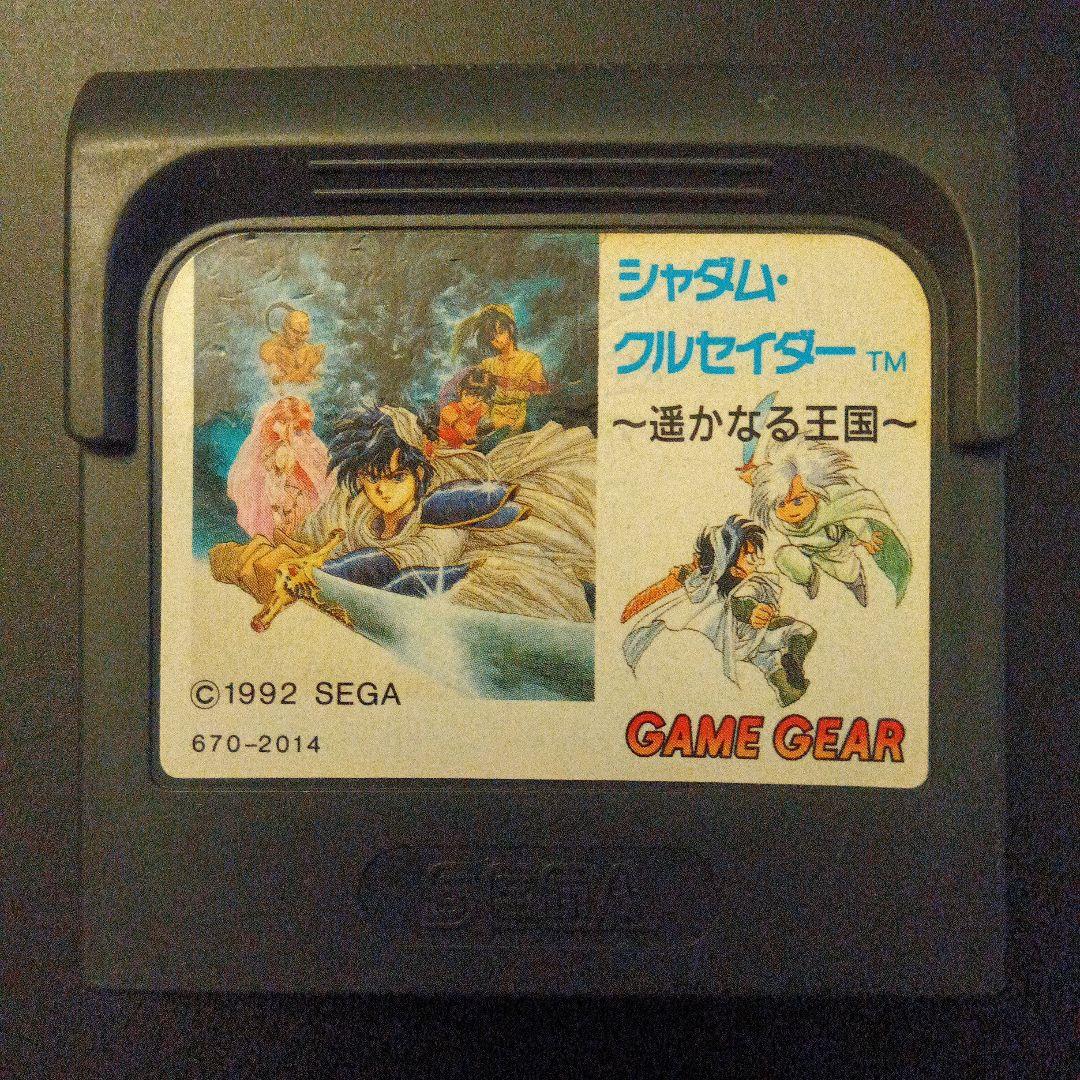 シャダム・
クルセイダー TM
～遥かなる王国～
©1992 SEGA
670-2014
GAME GEAR
SEGA